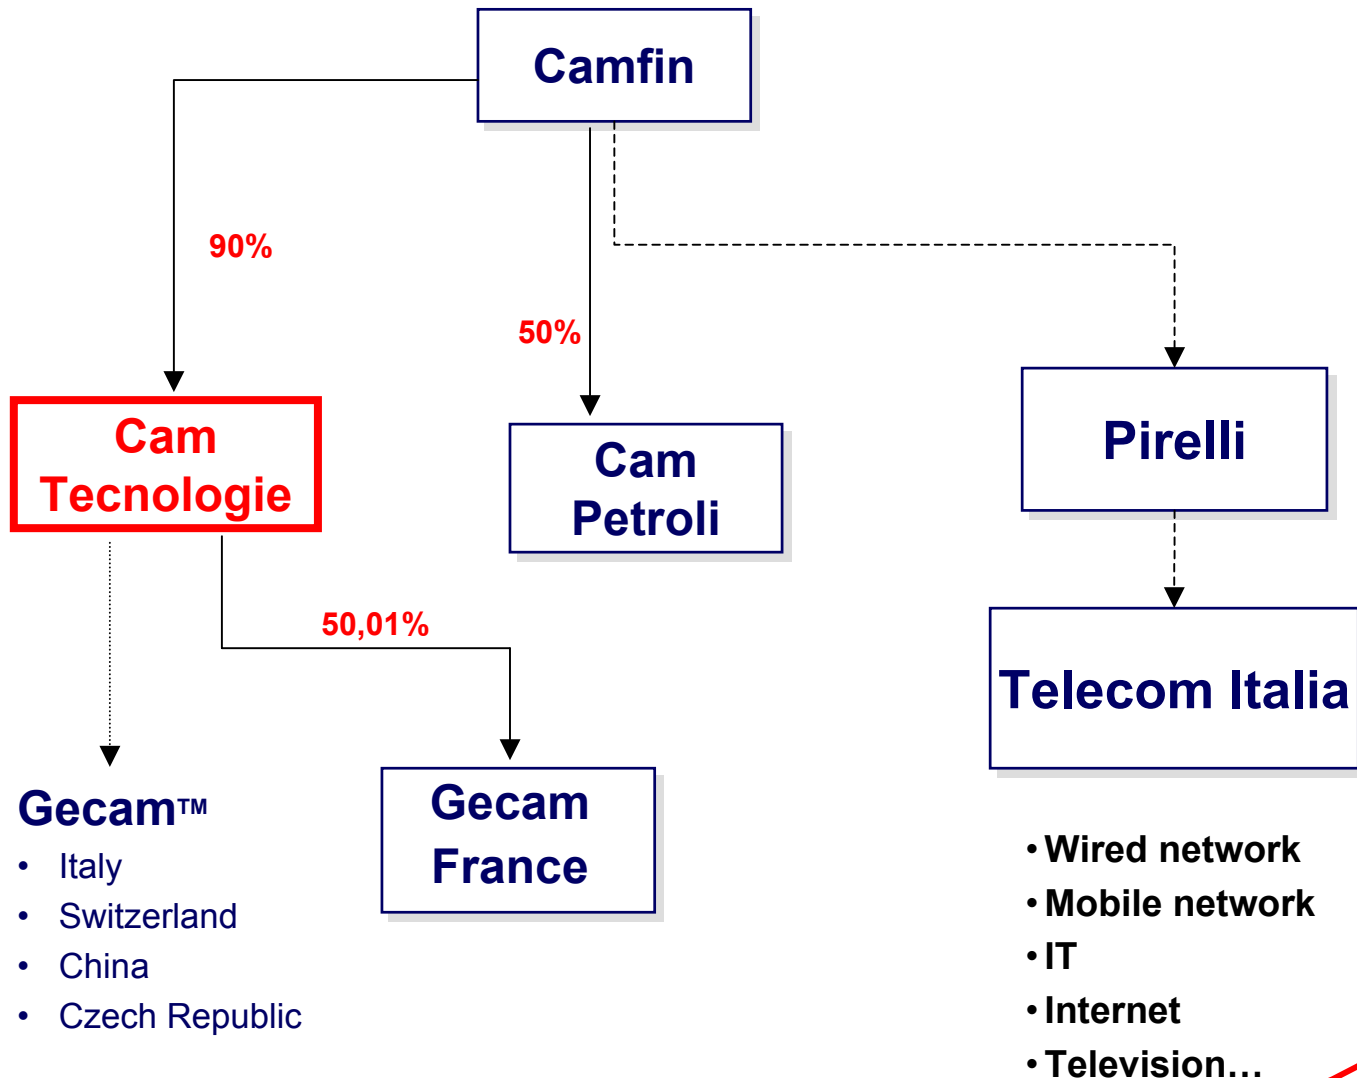 Camfin
90%
50%
Cam
Tecnologie
Cam
Petroli
Pirelli
50,01%
Telecom Italia
Gecam™
• Italy
• Switzerland
• China
• Czech Republic
Gecam
France
• Wired network
• Mobile network
• IT
• Internet
• Television…